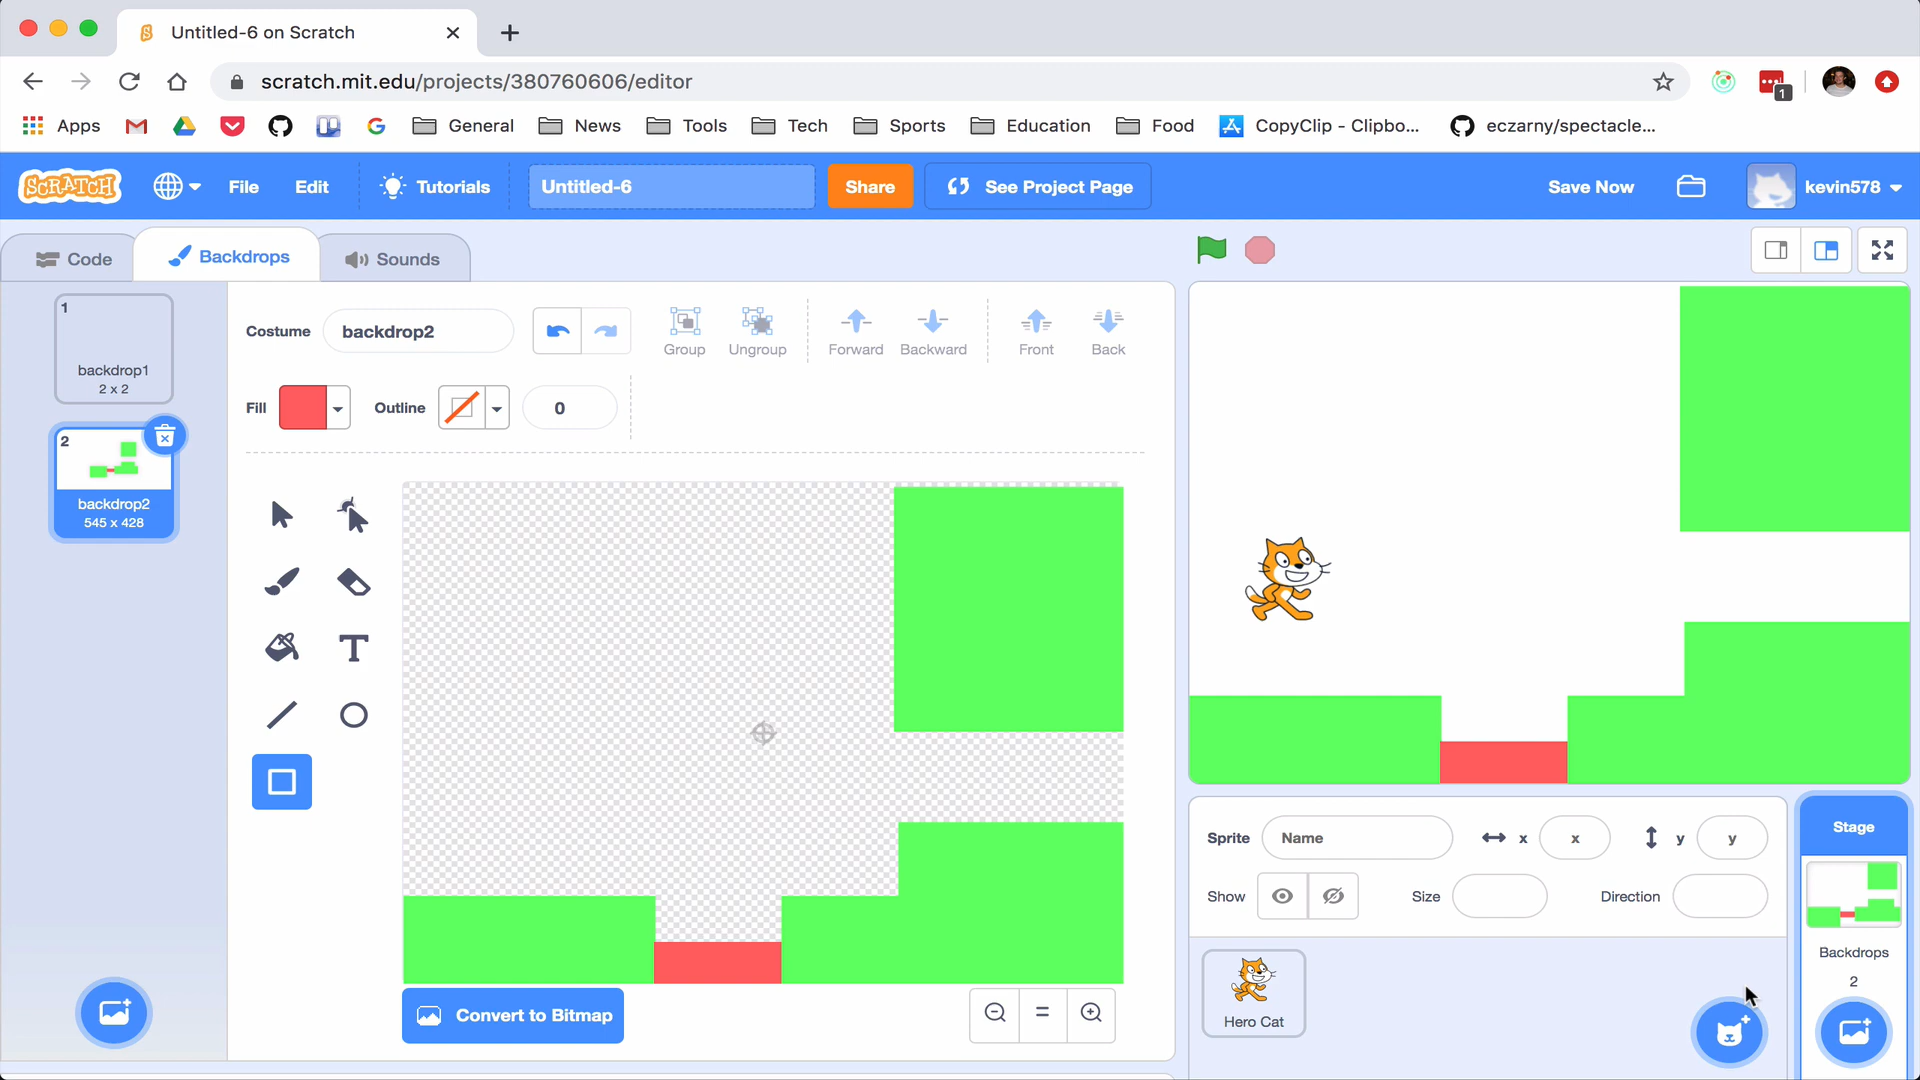 Untitled-6 on Scratch
scratch.mit.edu/projects/380760606/editor
1
Apps
General
News
Tools
Tech
Sports
Education
Food
CopyClip - Clipbo...
eczarny/spectacle...
SCRATCH
File
Edit
Tutorials
Untitled-6
Share
See Project Page
Save Now
kevin578
Code
Backdrops
Sounds
1
backdrop1
2 x 2
2
backdrop2
545 x 428
Costume
backdrop2
Group
Ungroup
Forward
Backward
Front
Back
Fill
Outline
0
T
Convert to Bitmap
Sprite
Name
x
x
y
y
Show
Size
Direction
Hero Cat
Stage
Backdrops
2